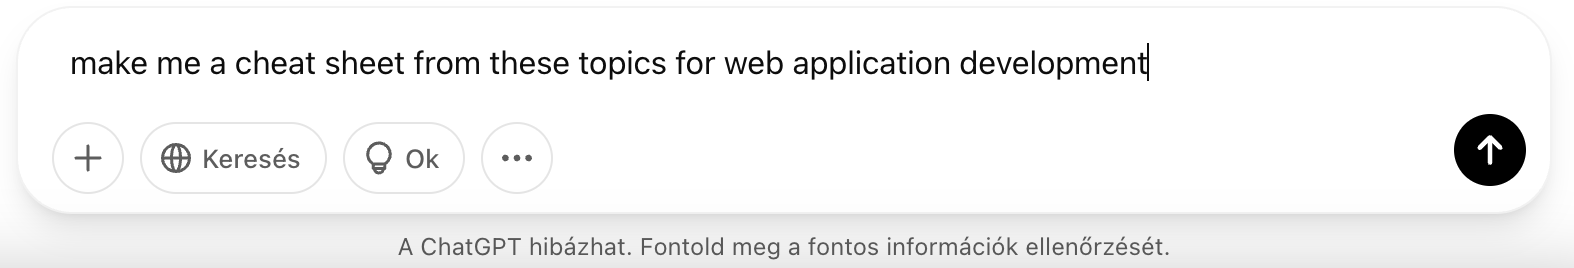 make me a cheat sheet from these topics for web application development
Keresés Ok
A ChatGPT hibázhat. Fontold meg a fontos információk ellenőrzését.